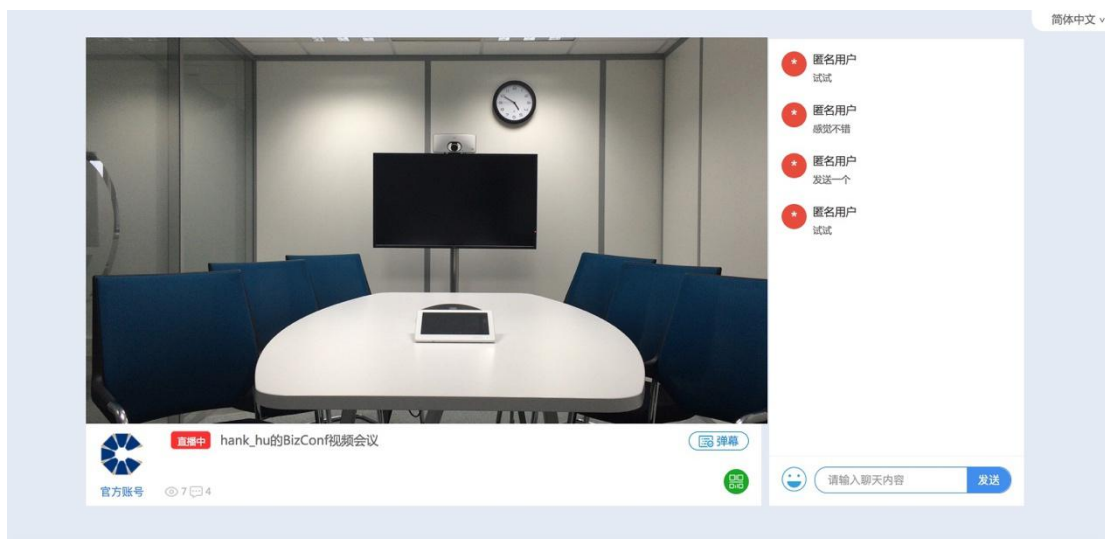 简体中文
匿名用户
试试
匿名用户
感觉不错
匿名用户
发送一个
匿名用户
试试
直播中 hank_hu的BizConf视频会议
弹幕
官方账号 7 4
请输入聊天内容 发送